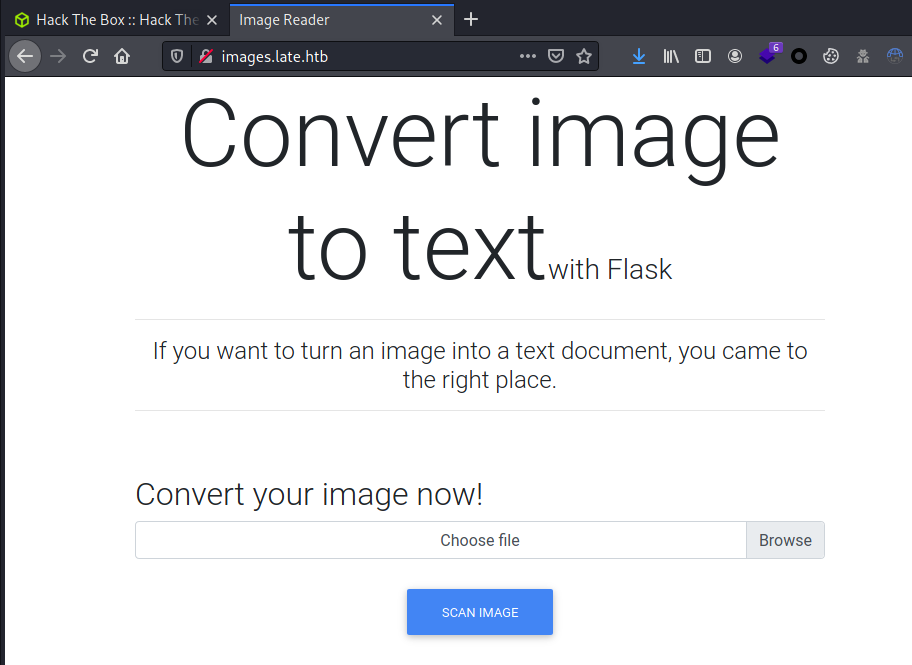 Hack The Box :: Hack The
Image Reader
images.late.htb
6
Convert image
to text with Flask
If you want to turn an image into a text document, you came to
the right place.
Convert your image now!
Choose file
Browse
SCAN IMAGE